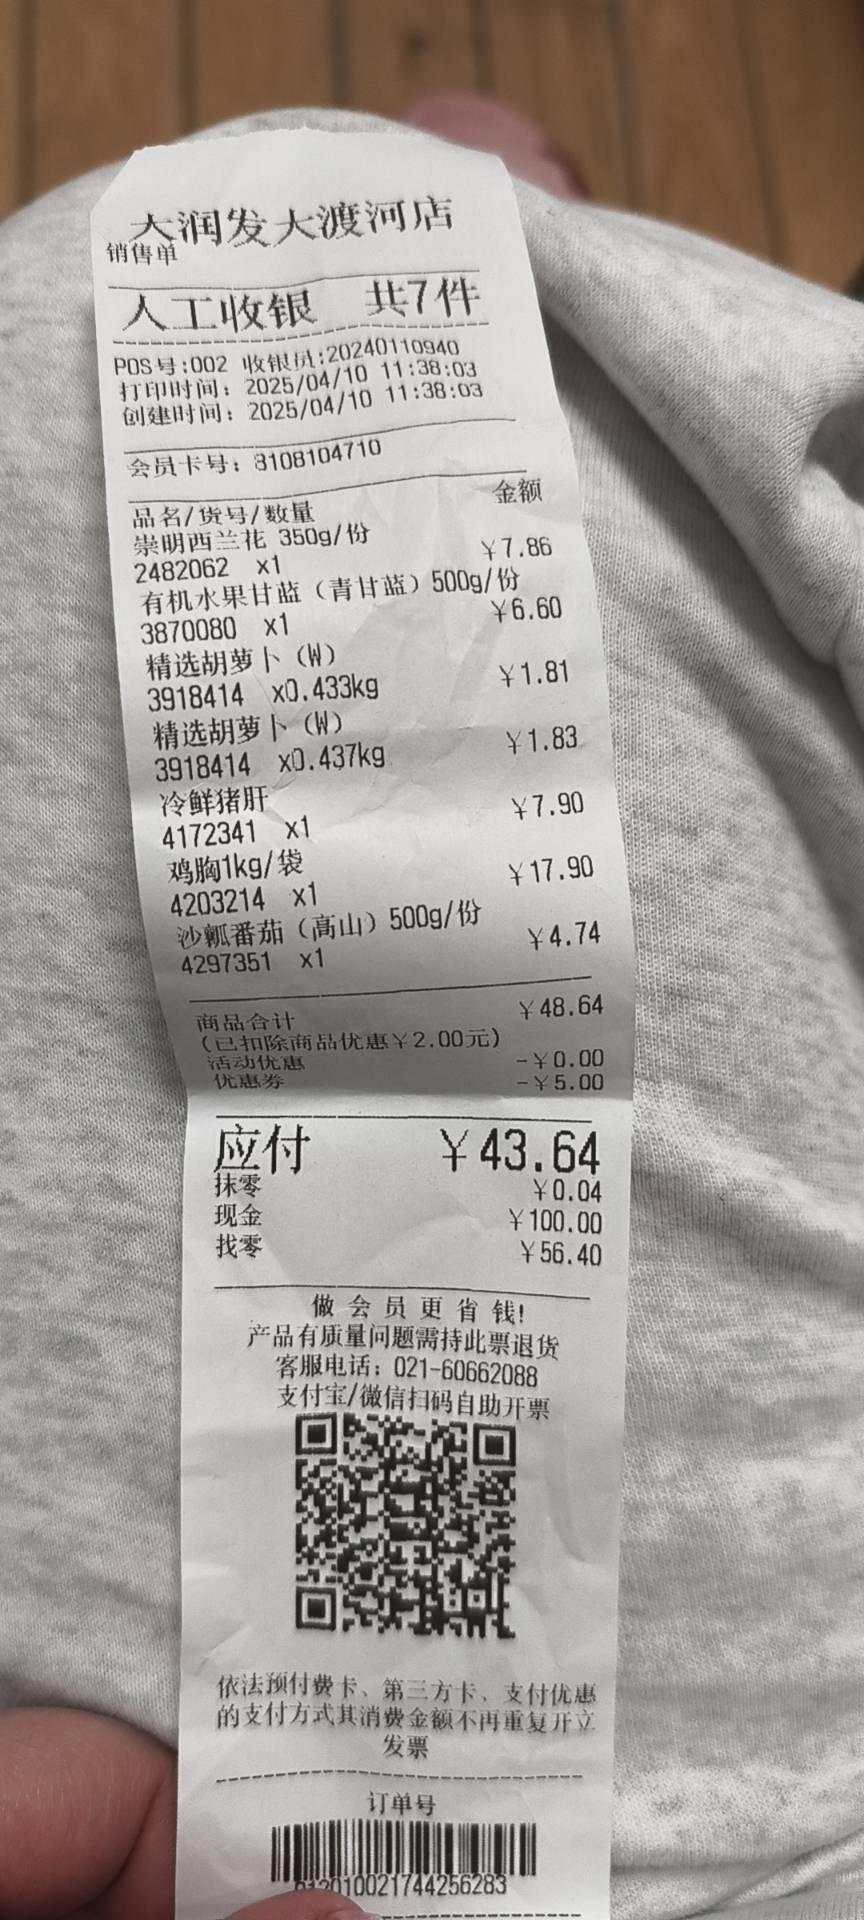 大润发大渡河店
销售单
人工收银 共7件
POS号:002 收银员:20240110940
打印时间: 2025/04/10 11:38:03
创建时间: 2025/04/10 11:38:03
会员卡号: 8108104710
金额
品名/货号/数量
崇明西兰花 350g/份
2482062 x1 ¥7.86
有机水果甘蓝（青甘蓝）500g/份
3870080 x1 ¥6.60
精选胡萝卜（W）
3918414 x0.433kg ¥1.81
精选胡萝卜（W）
3918414 x0.437kg ¥1.83
冷鲜猪肝
4172341 x1 ¥7.90
鸡胸1kg/袋
4203214 x1 ¥17.90
沙瓤番茄（高山）500g/份
4297351 x1 ¥4.74
商品合计 ¥48.64
(已扣除商品优惠¥2.00元)
活动优惠 -¥0.00
优惠券 -¥5.00
应付 ¥43.64
抹零 ¥0.04
现金 ¥100.00
找零 ¥56.40
做会员更省钱!
产品有质量问题需持此票退货
客服电话: 021-60662088
支付宝/微信扫码自助开票
依法预付费卡、第三方卡、支付优惠
的支付方式其消费金额不再重复开立
发票
订单号